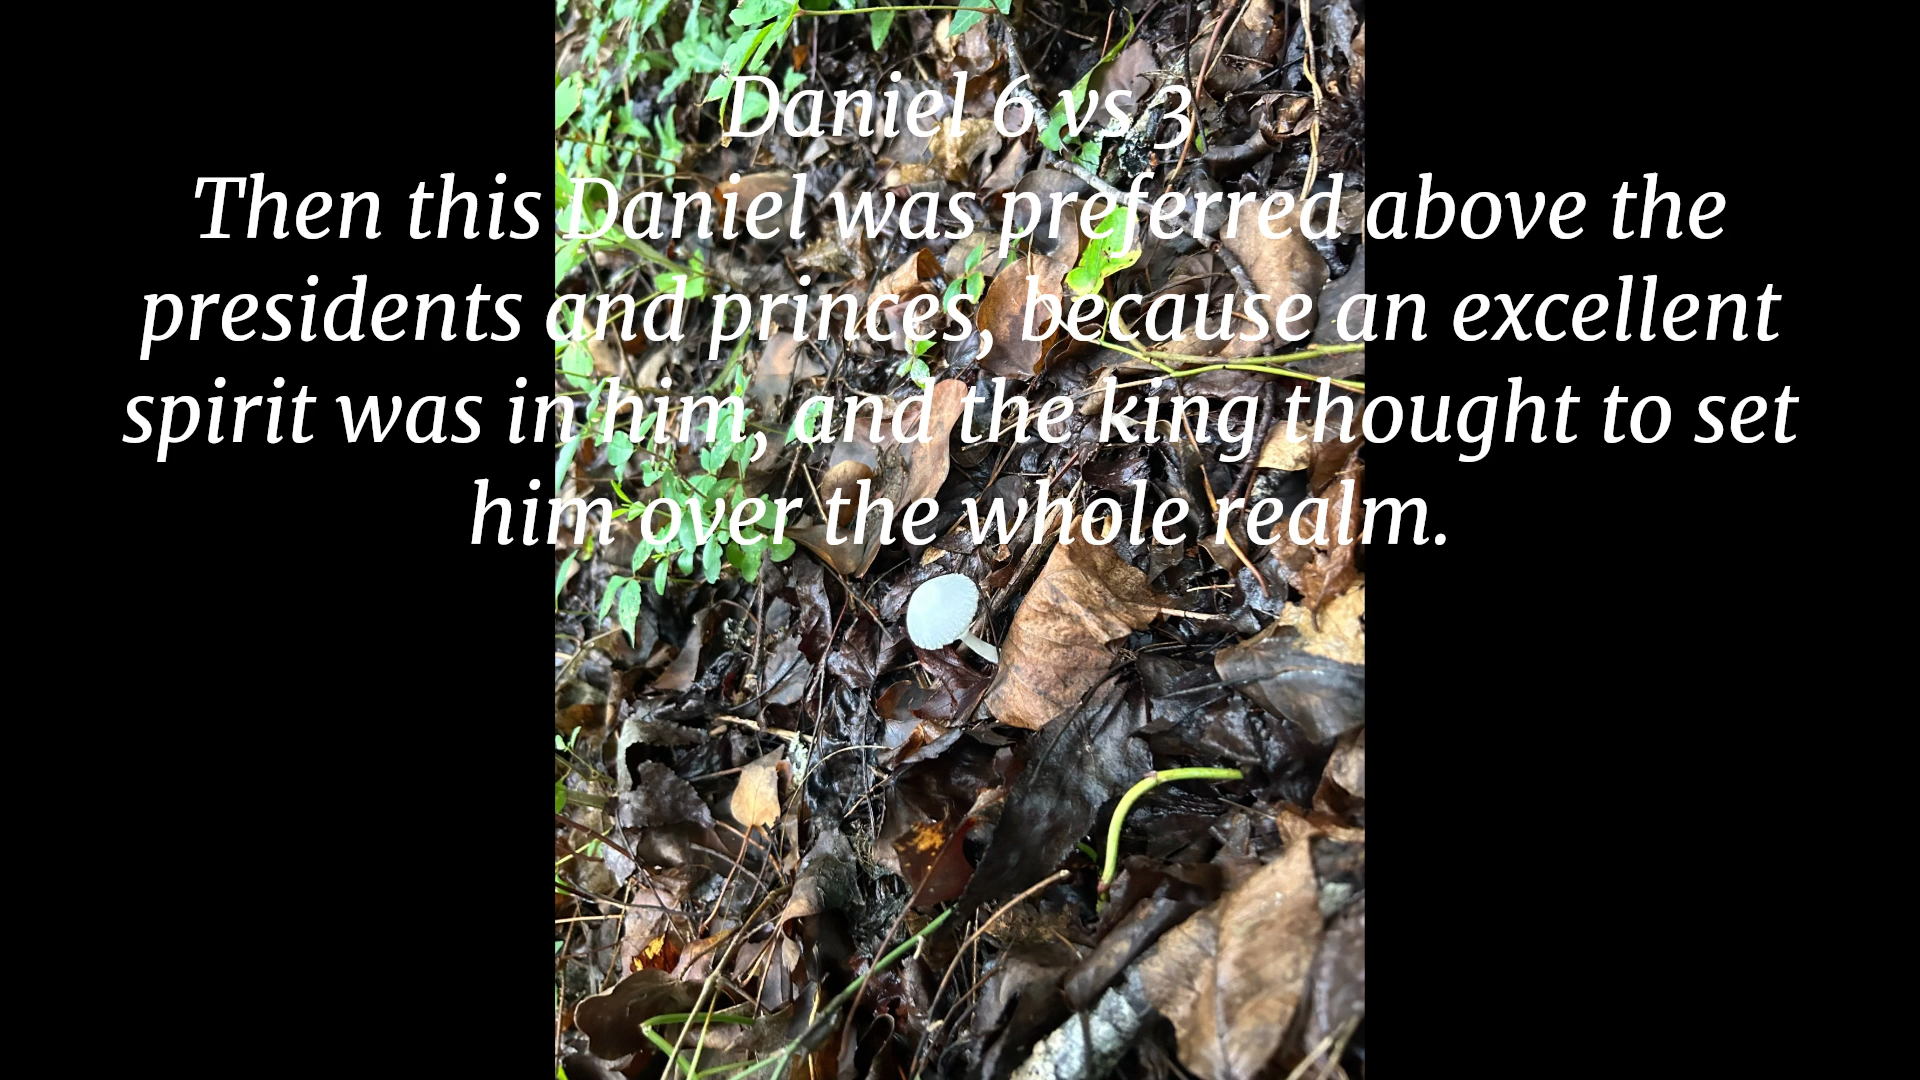 Daniel 6 vs 3
Then this Daniel was preferred above the
presidents and princes, because an excellent
spirit was in him, and the king thought to set
him over the whole realm.